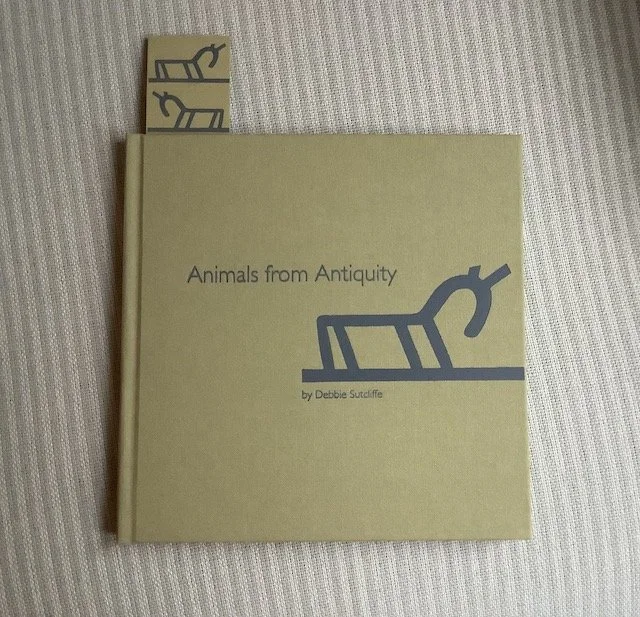 Animals from Antiquity
by Debbie Sutcliffe